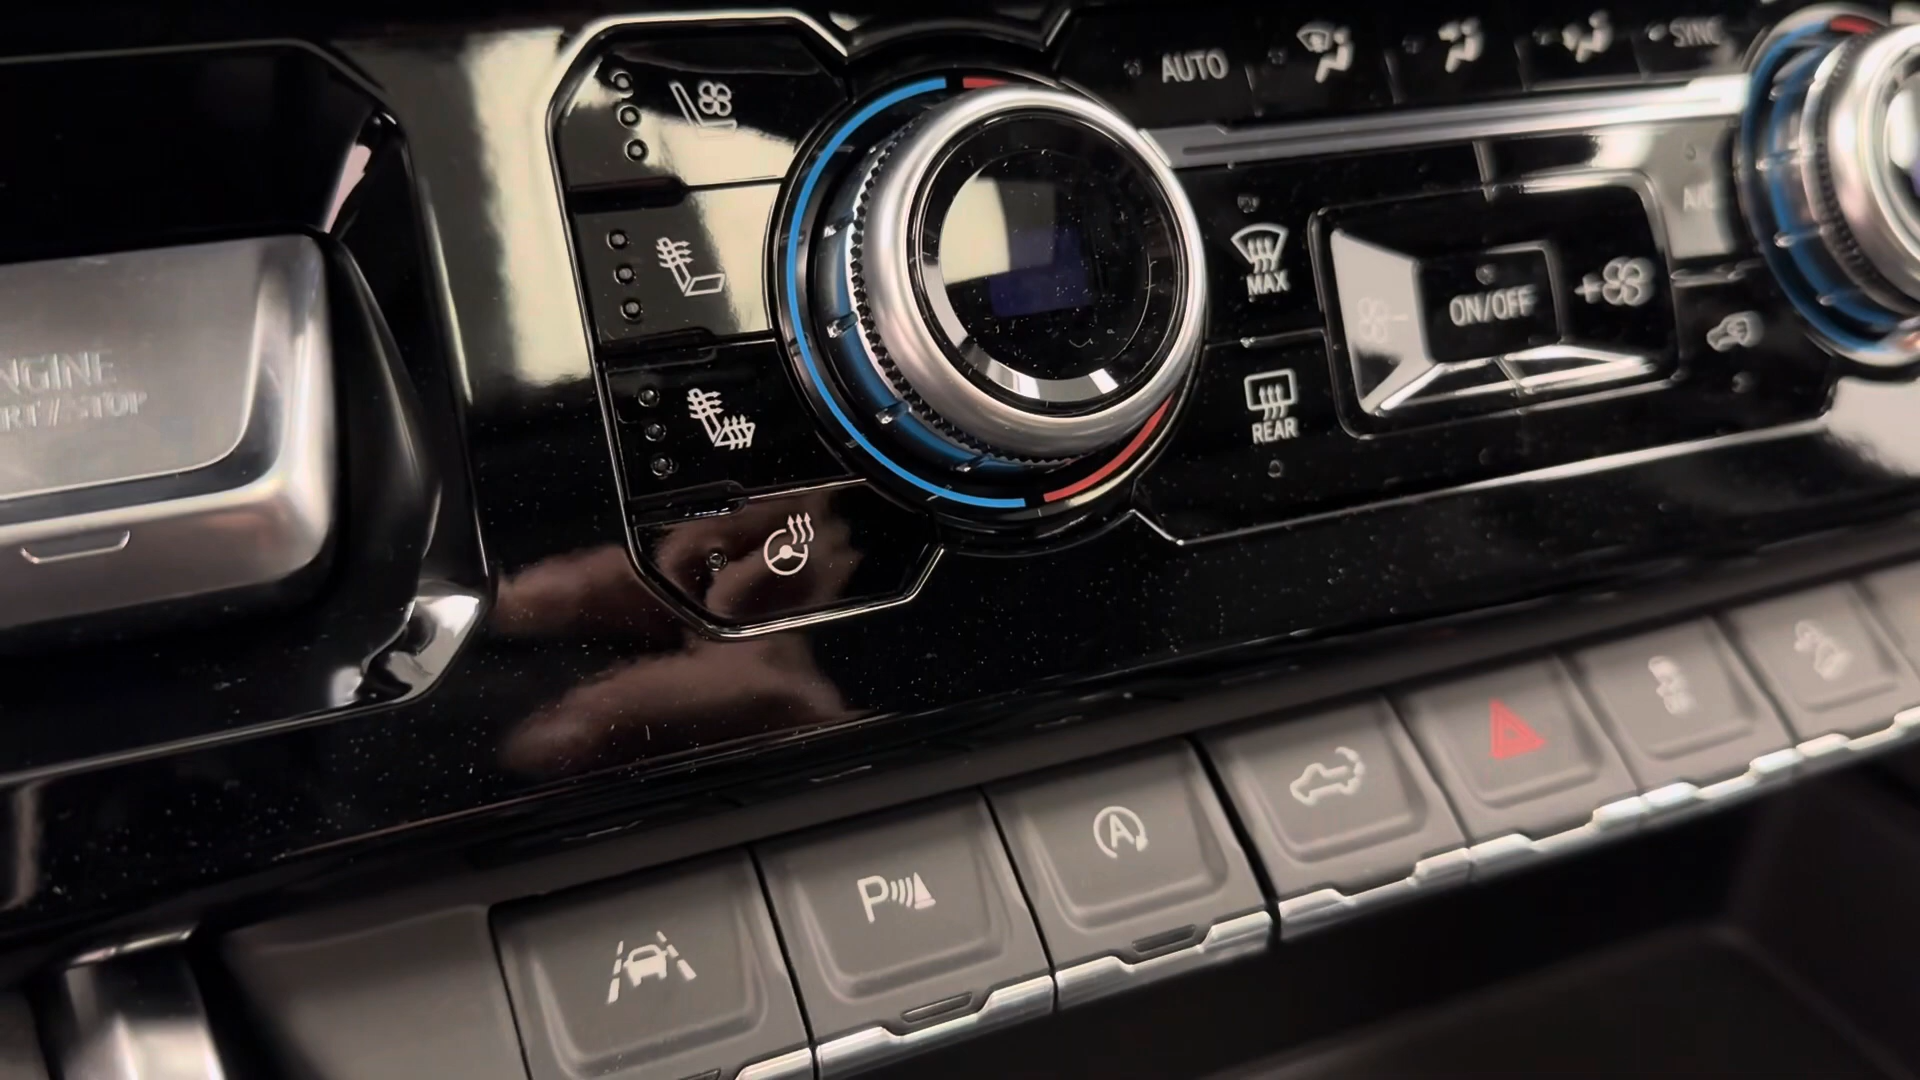 AUTO
SYNC
A/C
MAX
ON/OFF
REAR
NGINE
RT//STOP
A
P